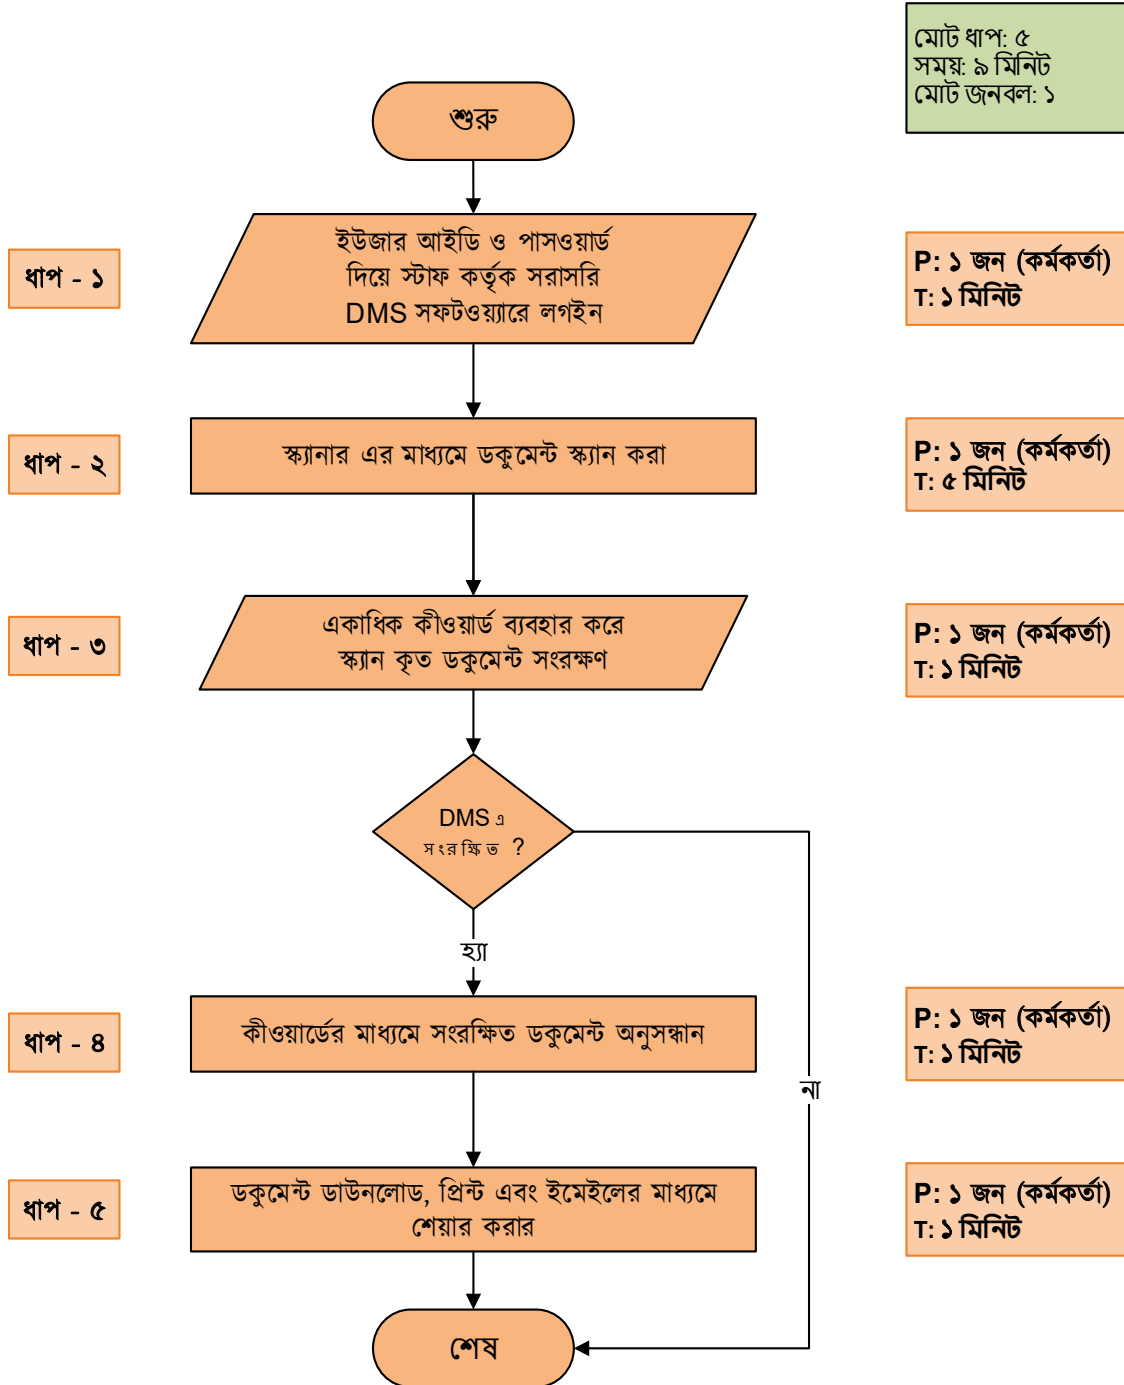 মোট ধাপ: ৫
সময়: ৯ মিনিট
মোট জনবল: ১
শুরু
ধাপ - ১
ইউজার আইডি ও পাসওয়ার্ড
দিয়ে স্টাফ কর্তৃক সরাসরি
DMS সফটওয়্যারে লগইন
P: ১ জন (কর্মকর্তা)
T: ১ মিনিট
ধাপ - ২
স্ক্যানার এর মাধ্যমে ডকুমেন্ট স্ক্যান করা
P: ১ জন (কর্মকর্তা)
T: ৫ মিনিট
ধাপ - ৩
একাধিক কীওয়ার্ড ব্যবহার করে
স্ক্যান কৃত ডকুমেন্ট সংরক্ষণ
P: ১ জন (কর্মকর্তা)
T: ১ মিনিট
DMS এ
সংরক্ষিত ?
হ্যা
ধাপ - ৪
কীওয়ার্ডের মাধ্যমে সংরক্ষিত ডকুমেন্ট অনুসন্ধান
P: ১ জন (কর্মকর্তা)
T: ১ মিনিট
না
ধাপ - ৫
ডকুমেন্ট ডাউনলোড, প্রিন্ট এবং ইমেইলের মাধ্যমে
শেয়ার করার
P: ১ জন (কর্মকর্তা)
T: ১ মিনিট
শেষ